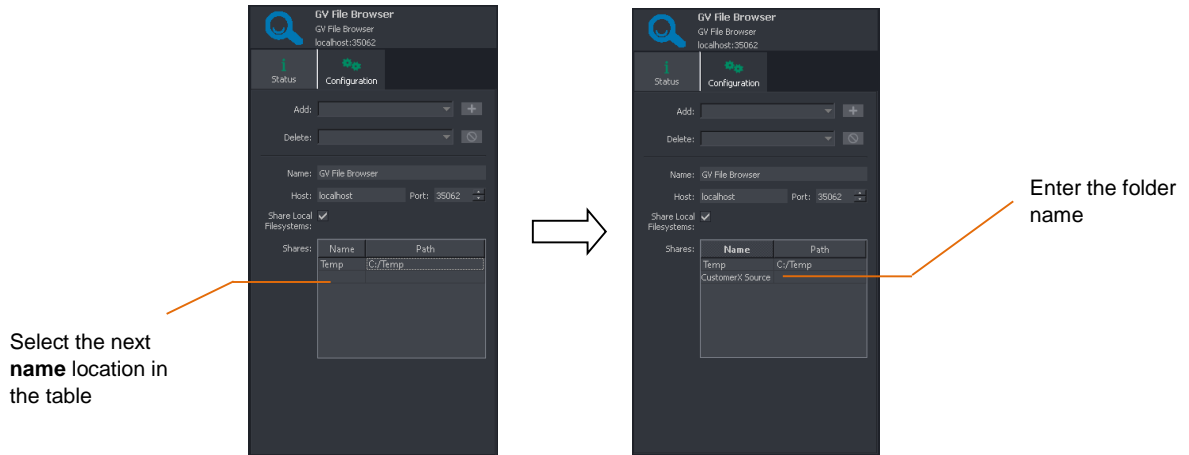 GV File Browser
GV File Browser
localhost:35062
Status
Configuration
Add:
Delete:
Name: GV File Browser
Host: localhost Port: 35062
Share Local
Filesystems:
Shares: Name Path
Temp C:/Temp
Select the next
name location in
the table
GV File Browser
GV File Browser
localhost:35062
Status
Configuration
Add:
Delete:
Name: GV File Browser
Host: localhost Port: 35062
Share Local
Filesystems:
Shares: Name Path
Temp C:/Temp
CustomerX Source
Enter the folder
name